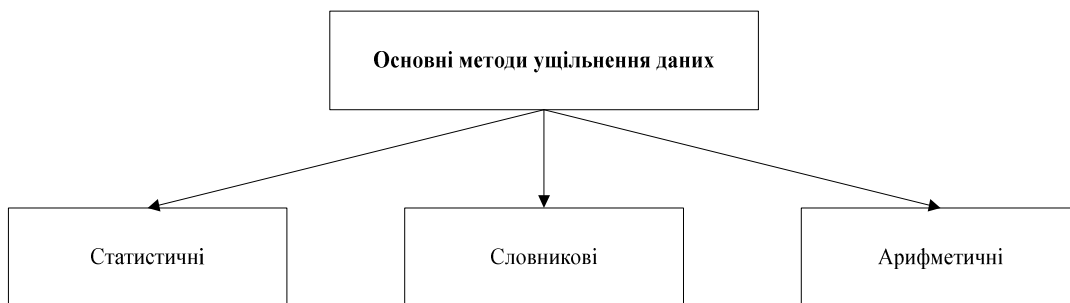 Основні методи ущільнення даних
Статистичні
Словникові
Арифметичні